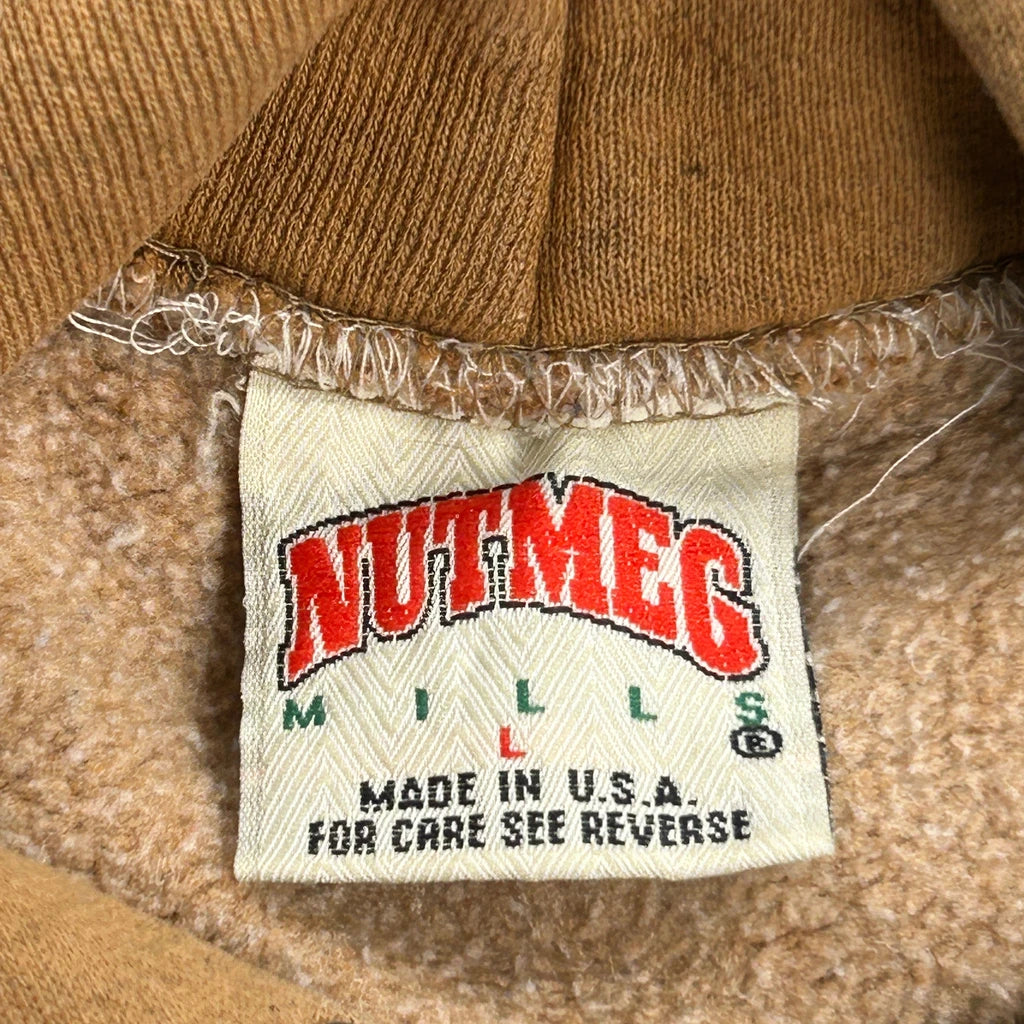 NUTMEG
MILLS
®
L
MADE IN U.S.A.
FOR CARE SEE REVERSE